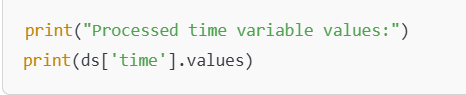 print("Processed time variable values:")
print(ds['time'].values)